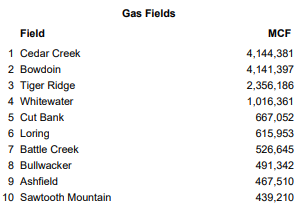 Gas Fields
Field MCF
1 Cedar Creek 4,144,381
2 Bowdoin 4,141,397
3 Tiger Ridge 2,356,186
4 Whitewater 1,016,361
5 Cut Bank 667,052
6 Loring 615,953
7 Battle Creek 526,645
8 Bullwacker 491,342
9 Ashfield 467,510
10 Sawtooth Mountain 439,210